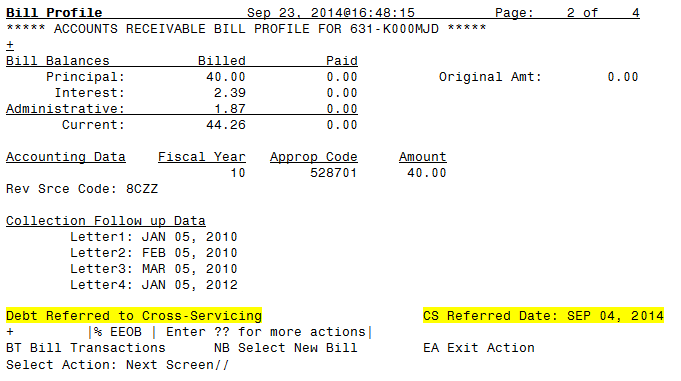 Bill Profile Sep 23, 2014@16:48:15 Page: 2 of 4
***** ACCOUNTS RECEIVABLE BILL PROFILE FOR 631-K000MJD *****
+
Bill Balances Billed Paid
Principal: 40.00 0.00 Original Amt: 0.00
Interest: 2.39 0.00
Administrative: 1.87 0.00
Current: 44.26 0.00
Accounting Data Fiscal Year Approp Code Amount
10 528701 40.00
Rev Srce Code: 8CZZ
Collection Follow up Data
Letter1: JAN 05, 2010
Letter2: FEB 05, 2010
Letter3: MAR 05, 2010
Letter4: JAN 05, 2012
Debt Referred to Cross-Servicing CS Referred Date: SEP 04, 2014
+ |% EEOB | Enter ?? for more actions|
BT Bill Transactions NB Select New Bill EA Exit Action
Select Action: Next Screen//